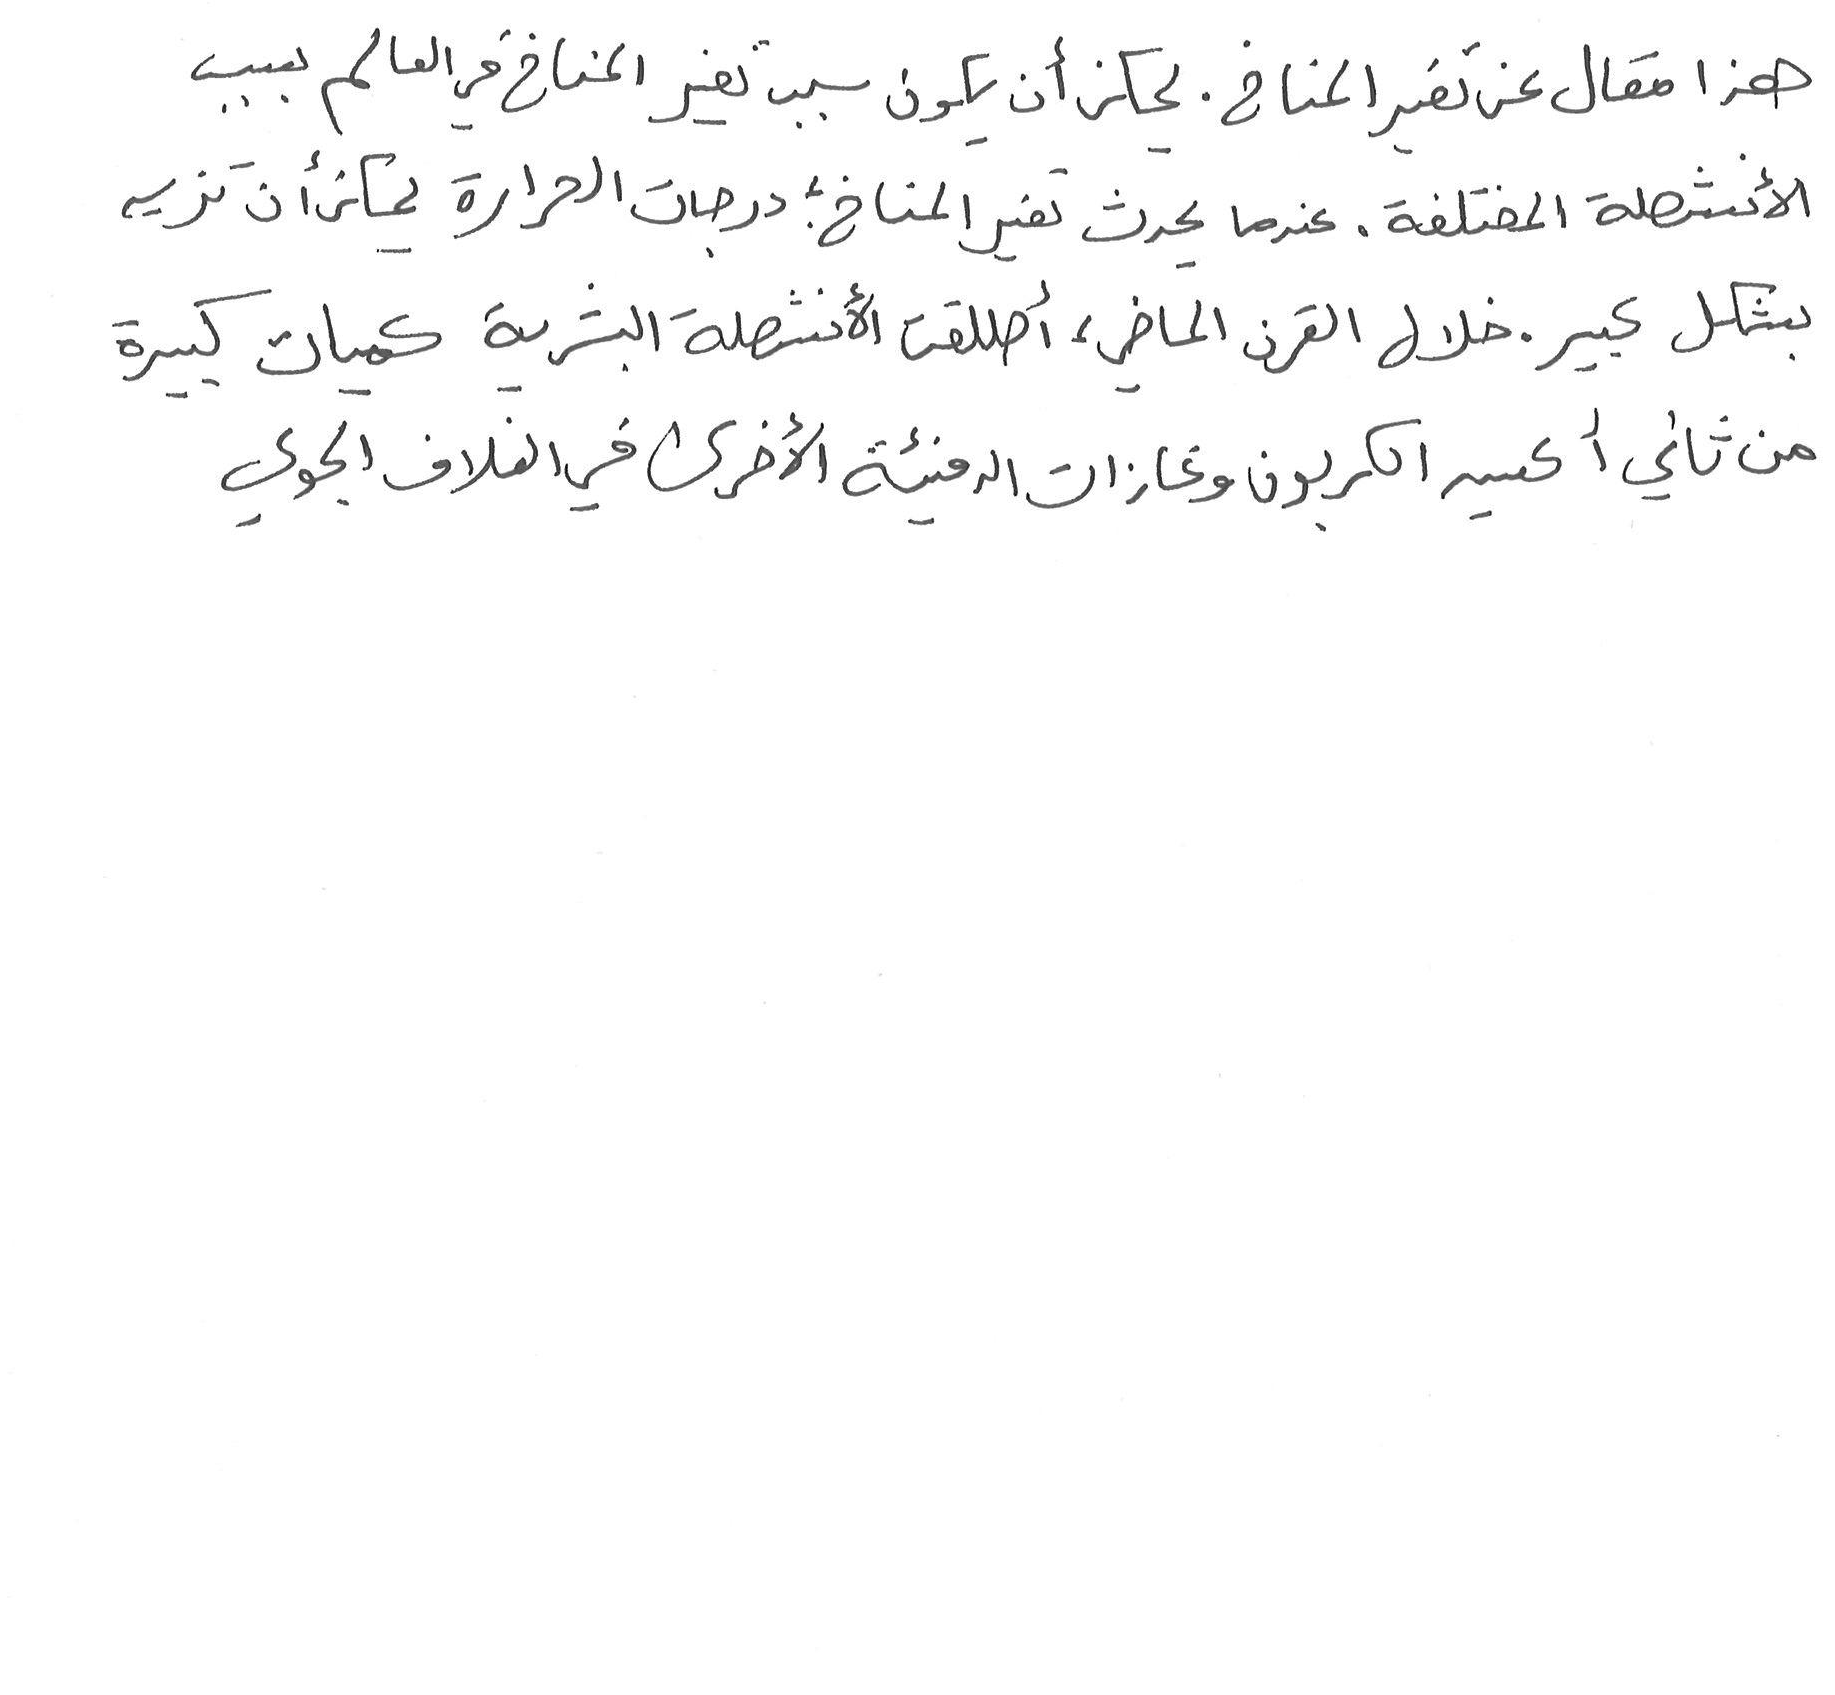 هذا مقال عن تغير المناخ. يمكن أن يكون سبب تغير المناخ في العالم بسبب
الأنشطة المختلفة. عندما يحدث تغير المناخ؛ درجات الحرارة يمكن أن تزيد
بشكل كبير. خلال القرن الماضي، أطلقت الأنشطة البشرية كميات كبيرة
من ثاني أكسيد الكربون وغازات الدفيئة الأخرى في الغلاف الجوي